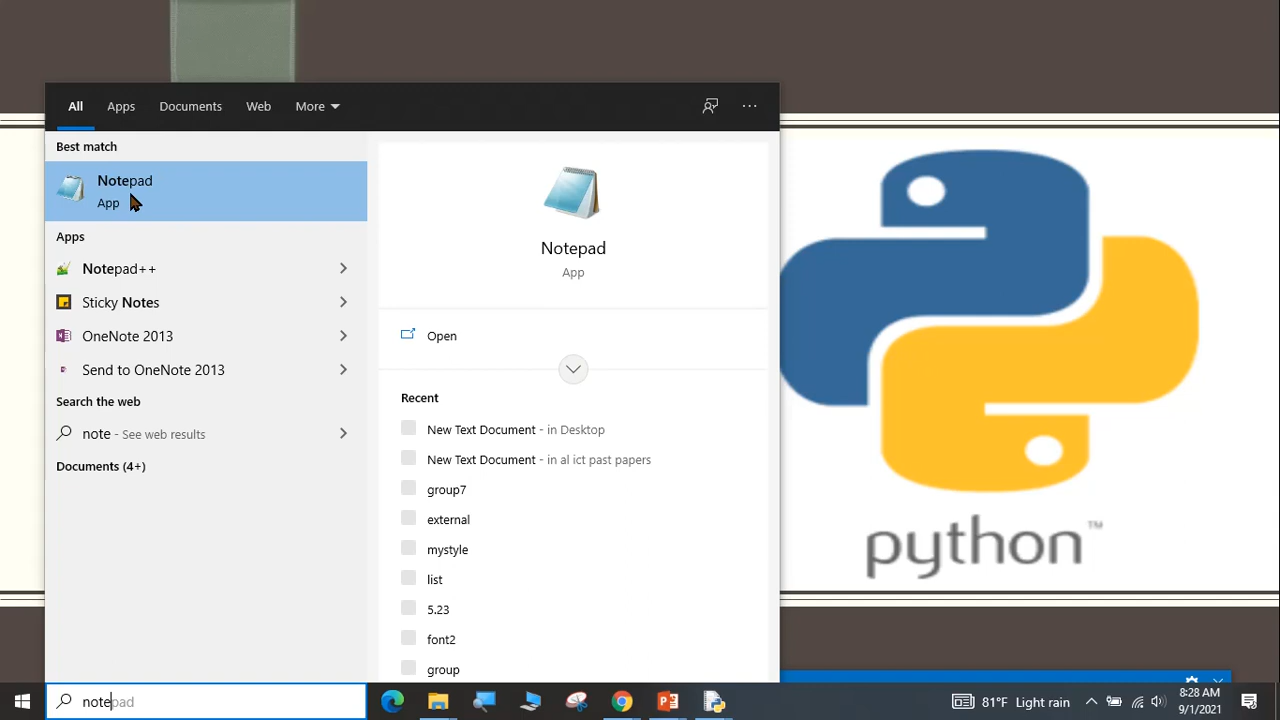 All Apps Documents Web More
Best match
Notepad
App
Apps
Notepad++
Sticky Notes
OneNote 2013
Send to OneNote 2013
Search the web
note - See web results
Documents (4+)
Notepad
App
Open
Recent
New Text Document - in Desktop
New Text Document - in al ict past papers
group7
external
mystyle
list
5.23
font2
group
python™
notepad
81°F Light rain
8:28 AM
9/1/2021